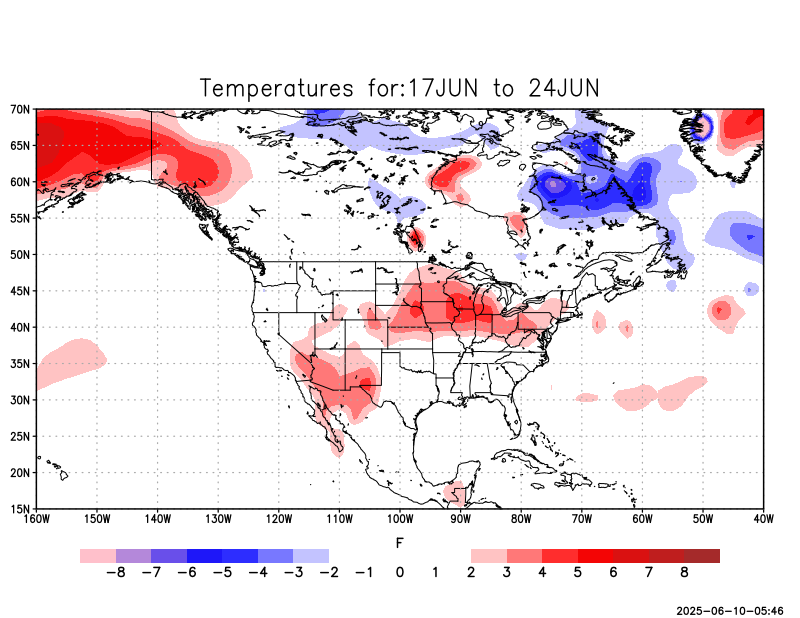 Temperatures for:17JUN to 24JUN
70N
65N
60N
55N
50N
45N
40N
35N
30N
25N
20N
15N
160W 150W 140W 130W 120W 110W 100W 90W 80W 70W 60W 50W 40W
F
-8 -7 -6 -5 -4 -3 -2 -1 0 1 2 3 4 5 6 7 8
2025-06-10-05:46